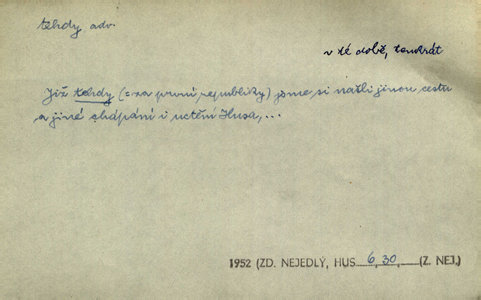 tehdy adv.
v té době, tenkrát
Již tehdy (za první republiky) jsme si našli jinou cestu
a jiné chápání i uctění Husa,...
1952 (ZD. NEJEDLÝ, HUS 6, 30, (Z. NEJ.)